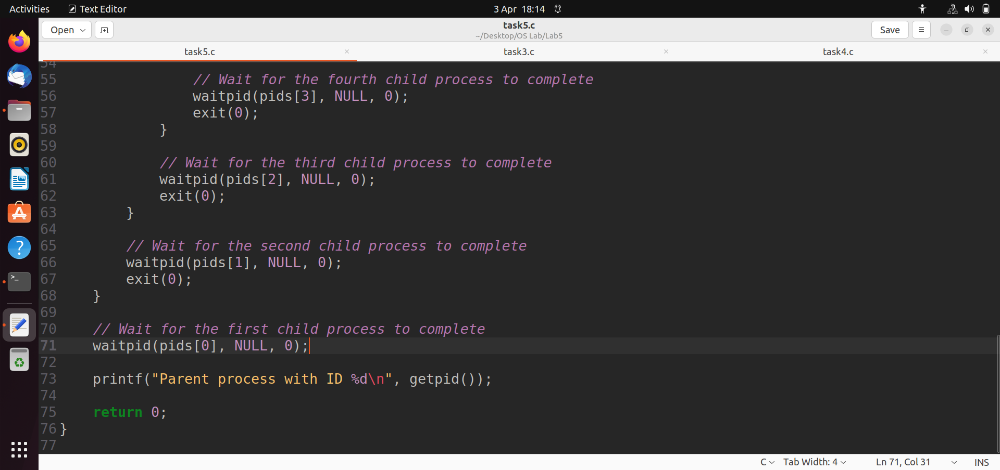 Activities Text Editor 3 Apr 18:14
Open task5.c Save
~/Desktop/OS Lab/Lab5
task5.c task3.c task4.c
54
55 // Wait for the fourth child process to complete
56 waitpid(pids[3], NULL, 0);
57 exit(0);
58 }
59
60 // Wait for the third child process to complete
61 waitpid(pids[2], NULL, 0);
62 exit(0);
63 }
64
65 // Wait for the second child process to complete
66 waitpid(pids[1], NULL, 0);
67 exit(0);
68 }
69
70 // Wait for the first child process to complete
71 waitpid(pids[0], NULL, 0);
72
73 printf("Parent process with ID %d\n", getpid());
74
75 return 0;
76 }
77
C Tab Width: 4 Ln 71, Col 31 INS